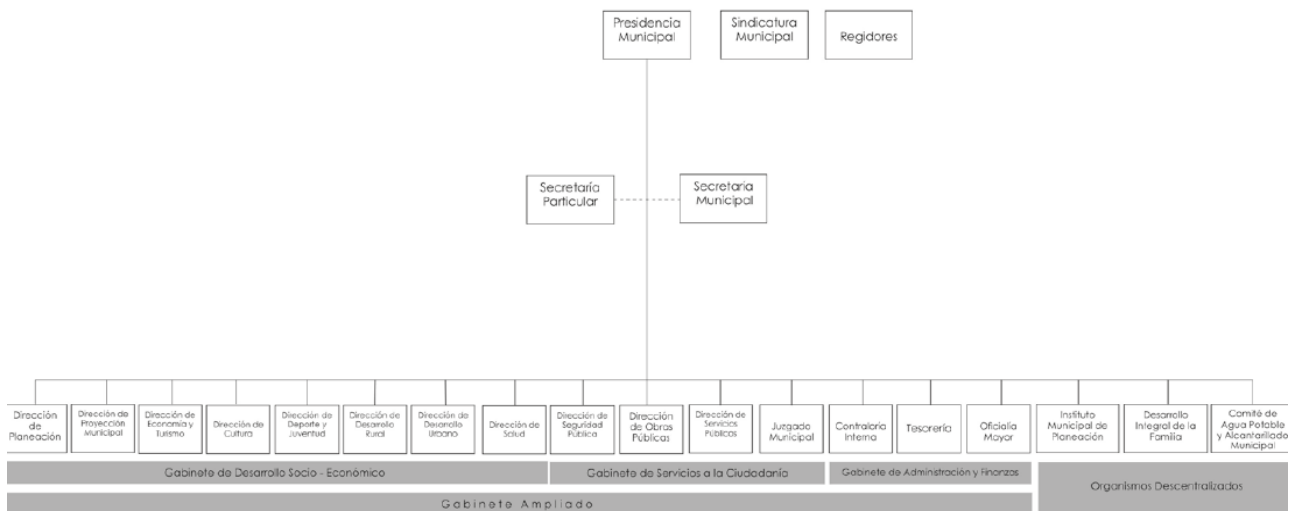 Presidencia
Municipal
Sindicatura
Municipal
Regidores
Secretaría
Particular
Secretaria
Municipal
Dirección
de
Planeación
Dirección de
Proyección
Municipal
Dirección de
Economía y
Turismo
Dirección de
Cultura
Dirección de
Deporte y
Juventud
Dirección de
Desarrollo
Rural
Dirección de
Desarrollo
Urbano
Dirección de
Salud
Dirección de
Seguridad
Pública
Dirección
de Obras
Públicas
Dirección de
Servicios
Públicos
Juzgado
Municipal
Contraloría
Interna
Tesorería
Oficialía
Mayor
Instituto
Municipal de
Planeación
Desarrollo
Integral de la
Familia
Comité de
Agua Potable
y Alcantarillado
Municipal
Gabinete de Desarrollo Socio - Económico
Gabinete de Servicios a la Ciudadanía
Gabinete de Administración y Finanzas
Organismos Descentralizados
Gabinete Ampliado